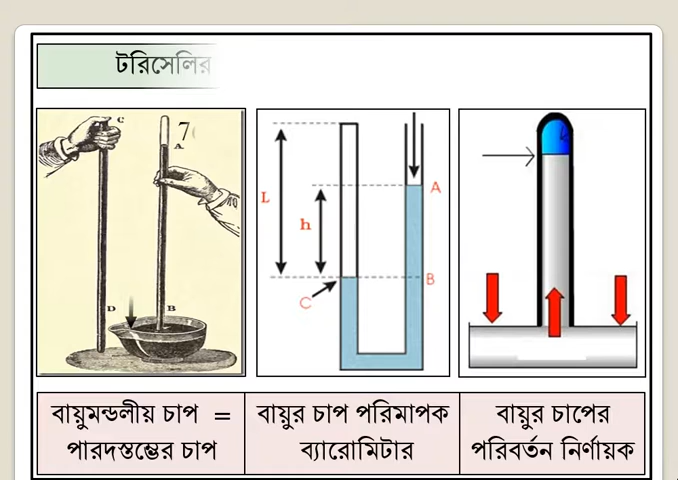 টরিসেলির
C
A
7
D
B
L
h
A
B
C
বায়ুমন্ডলীয় চাপ =
পারদস্তম্ভের চাপ
বায়ুর চাপ পরিমাপক
ব্যারোমিটার
বায়ুর চাপের
পরিবর্তন নির্ণায়ক